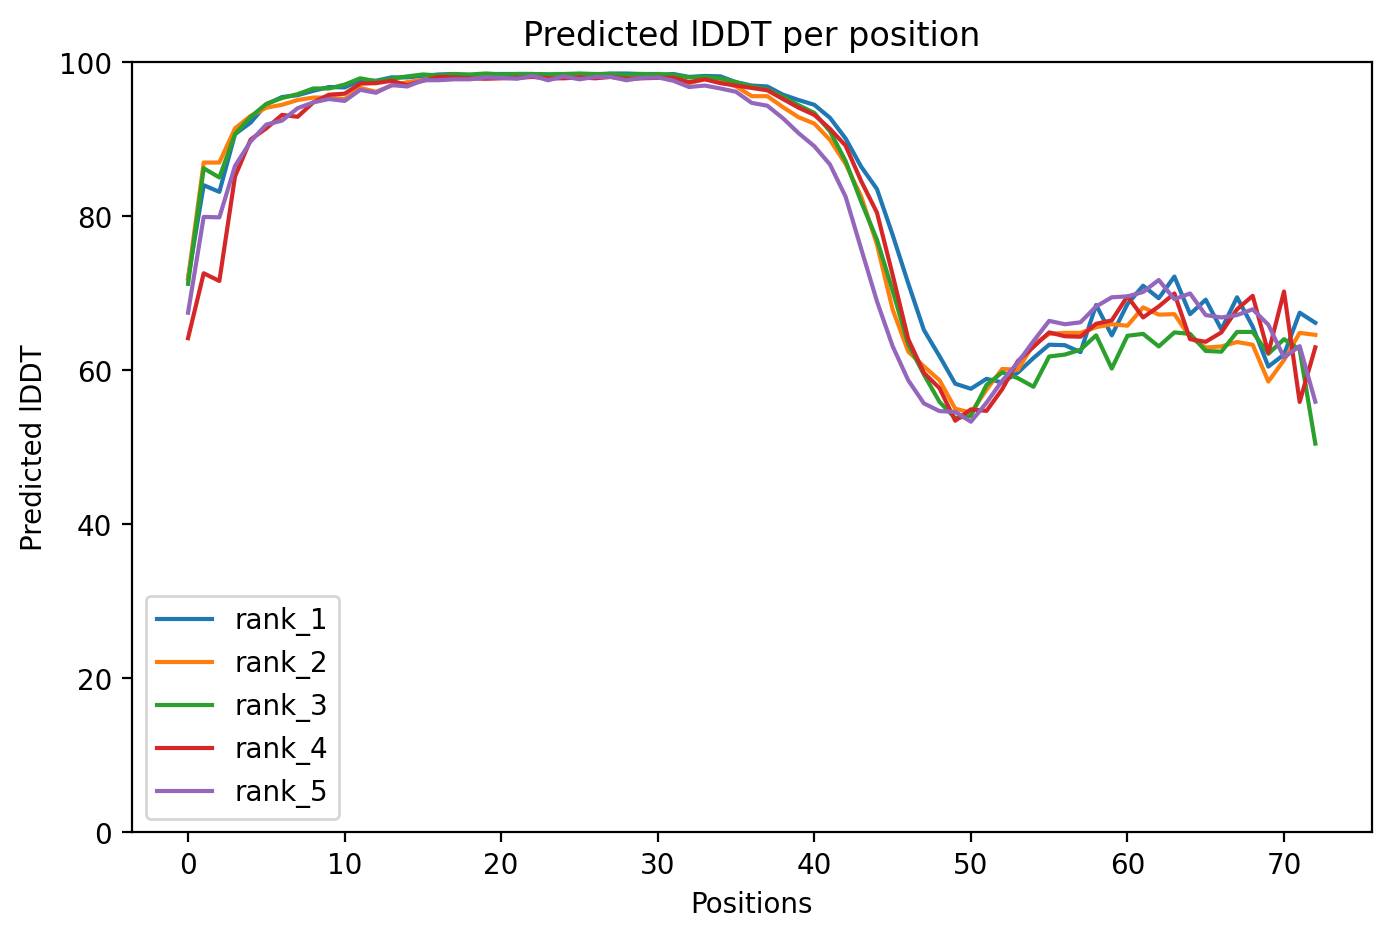 Predicted lDDT per position
Predicted lDDT
100
80
60
40
20
0
rank_1
rank_2
rank_3
rank_4
rank_5
0 10 20 30 40 50 60 70
Positions